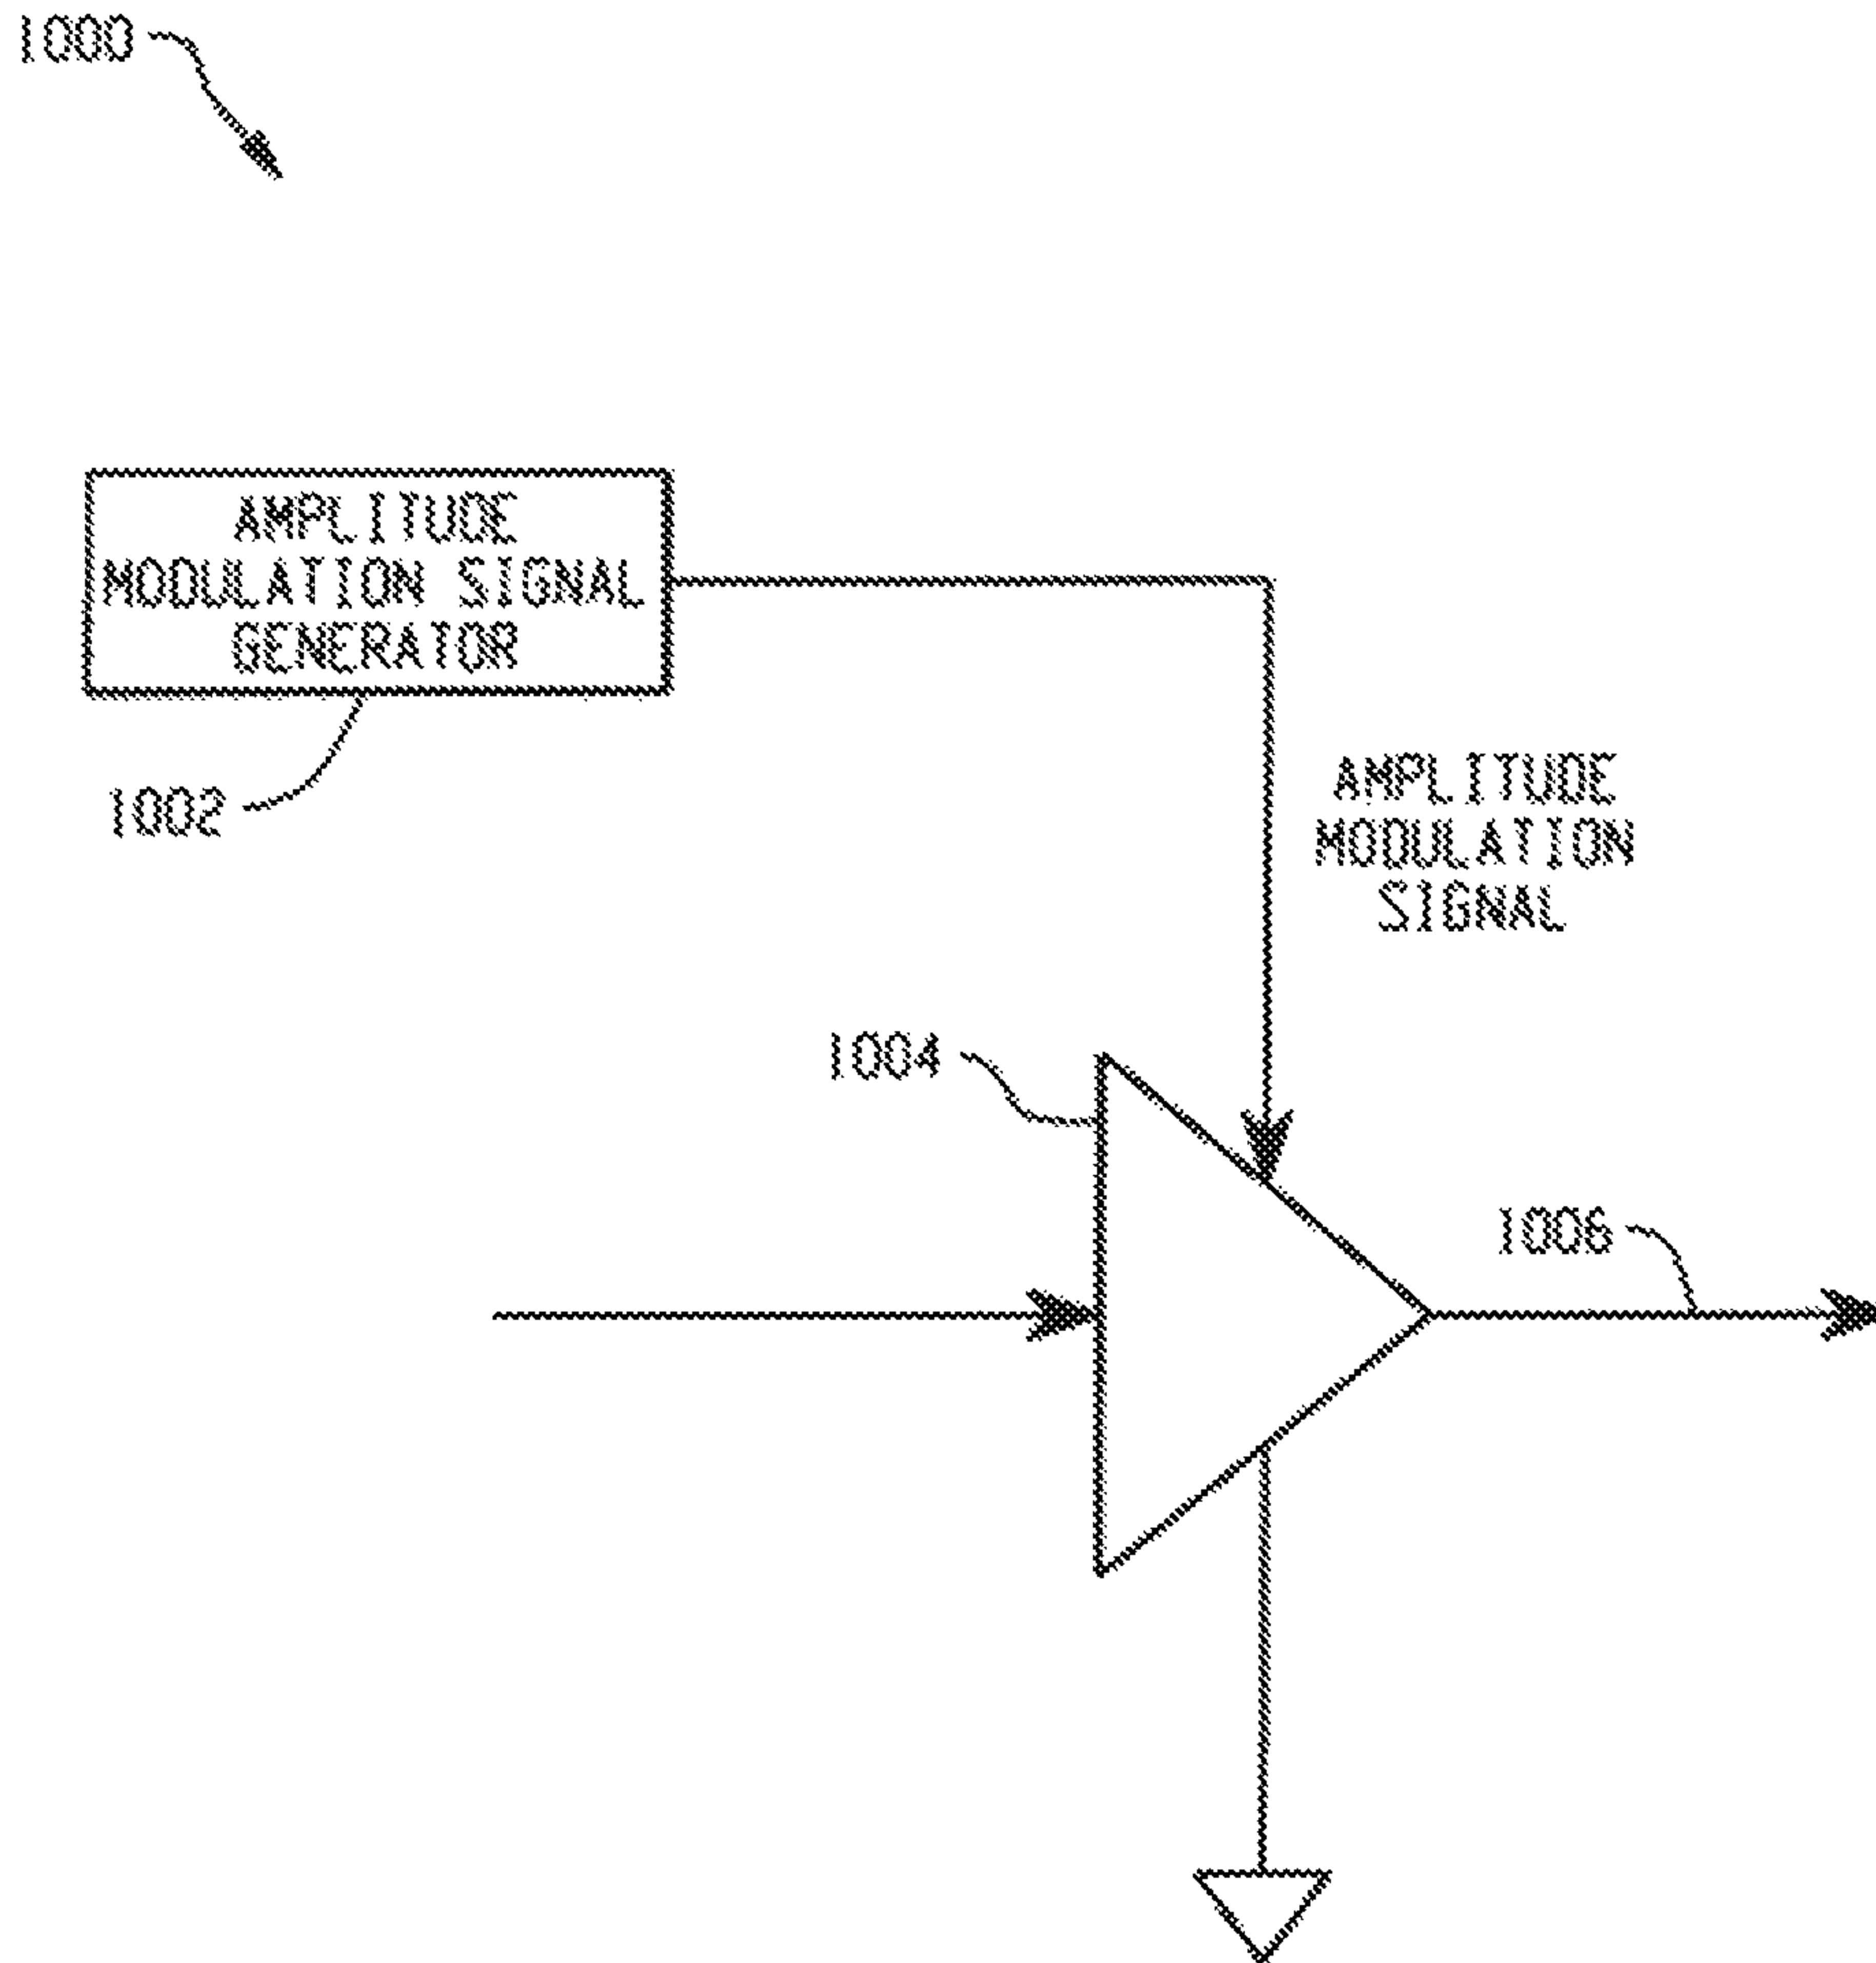 1000
AMPLITUDE
MODULATION SIGNAL
GENERATOR
1002
AMPLITUDE
MODULATION
SIGNAL
1004
1006